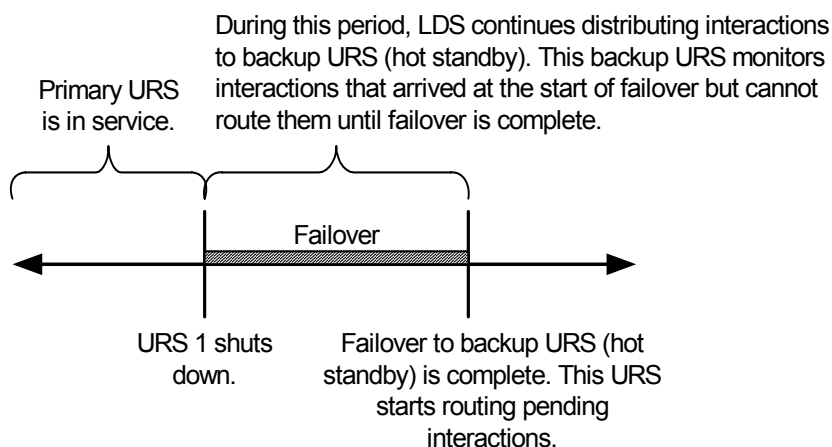 During this period, LDS continues distributing interactions
to backup URS (hot standby). This backup URS monitors
interactions that arrived at the start of failover but cannot
route them until failover is complete.
Primary URS
is in service.
Failover
URS 1 shuts
down.
Failover to backup URS (hot
standby) is complete. This URS
starts routing pending
interactions.